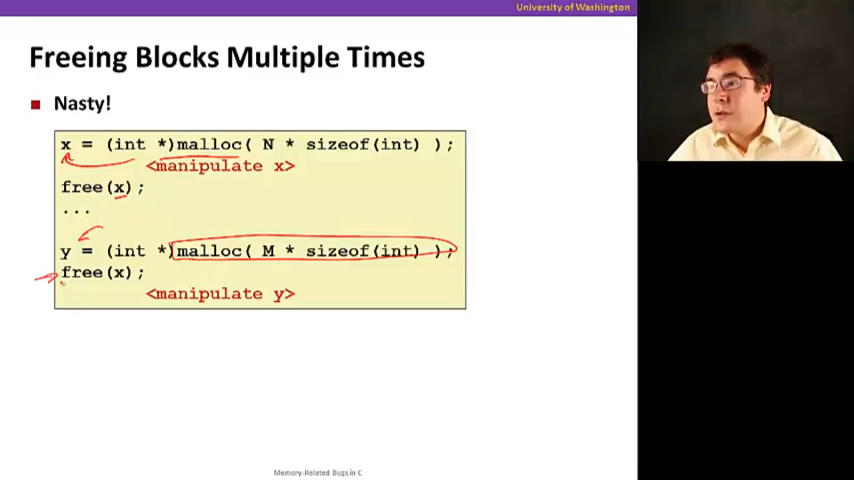 University of Washington
Freeing Blocks Multiple Times
Nasty!
x = (int *)malloc( N * sizeof(int) );
<manipulate x>
free(x);
...
y = (int *)malloc( M * sizeof(int) );
free(x);
<manipulate y>
Memory-Related Bugs in C